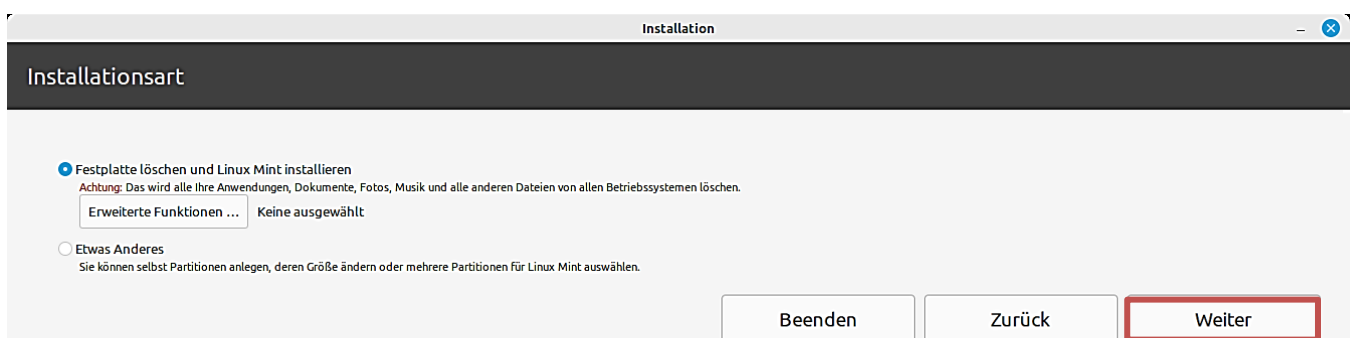 Installation
Installationsart
Festplatte löschen und Linux Mint installieren
Achtung: Das wird alle Ihre Anwendungen, Dokumente, Fotos, Musik und alle anderen Dateien von allen Betriebssystemen löschen.
Erweiterte Funktionen ... Keine ausgewählt
Etwas Anderes
Sie können selbst Partitionen anlegen, deren Größe ändern oder mehrere Partitionen für Linux Mint auswählen.
Beenden Zurück Weiter